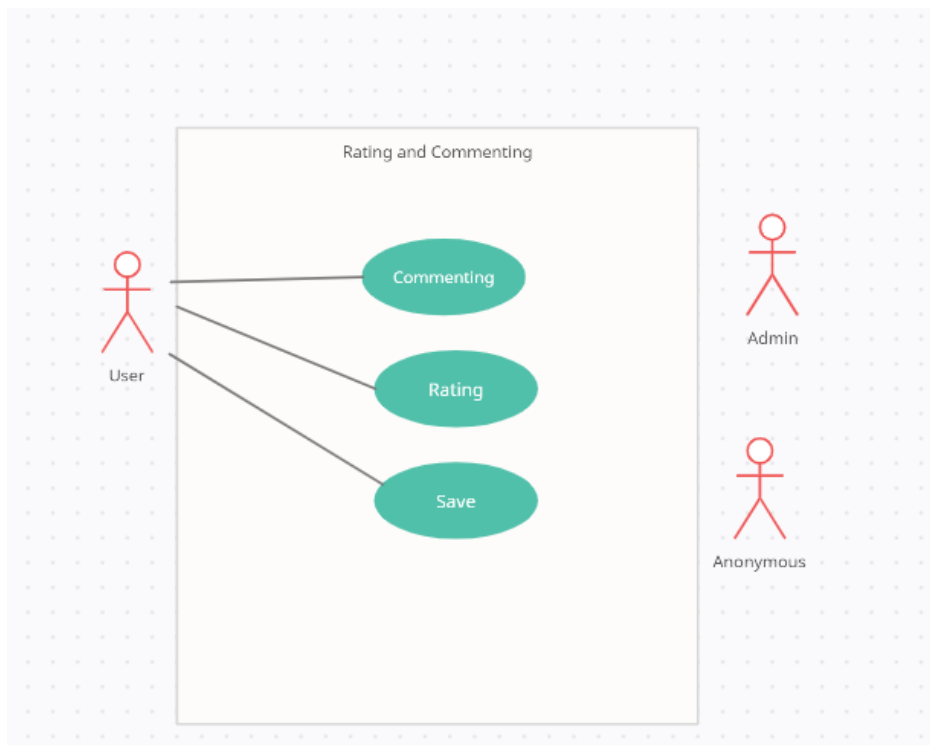 Rating and Commenting
Commenting
Admin
User
Rating
Save
Anonymous